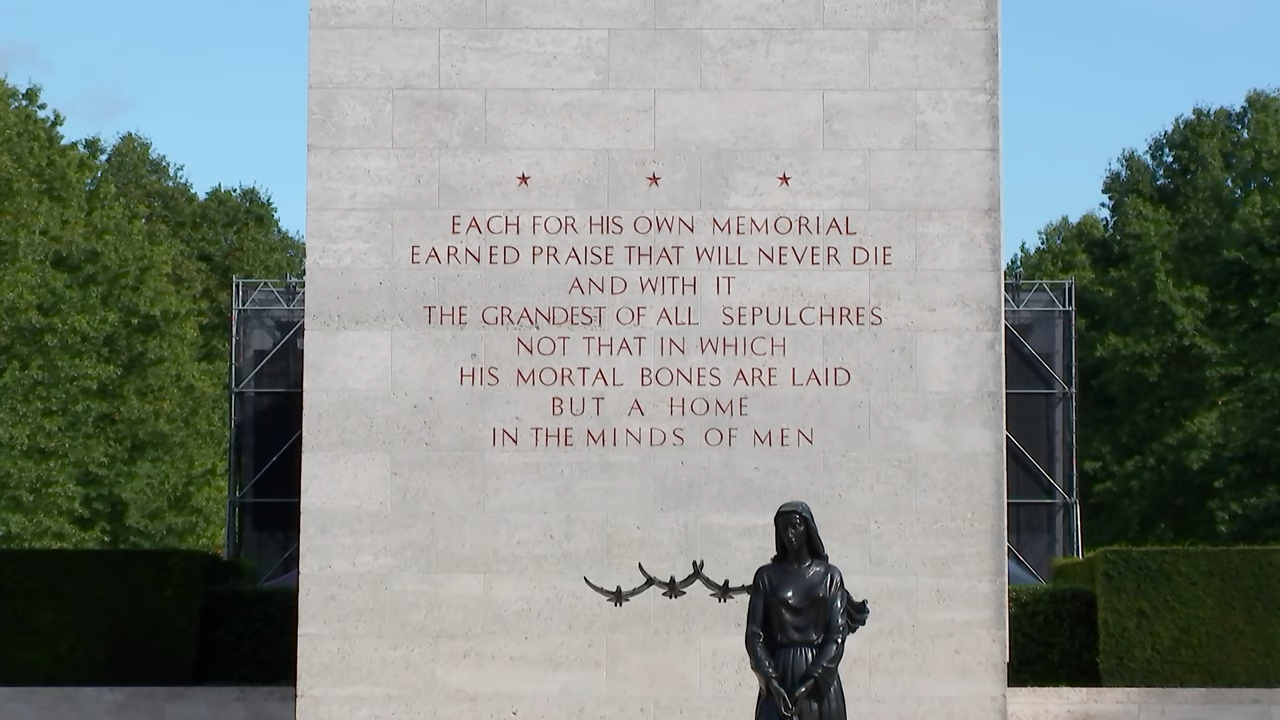 EACH FOR HIS OWN MEMORIAL
EARNED PRAISE THAT WILL NEVER DIE
AND WITH IT
THE GRANDEST OF ALL SEPULCHRES
NOT THAT IN WHICH
HIS MORTAL BONES ARE LAID
BUT A HOME
IN THE MINDS OF MEN